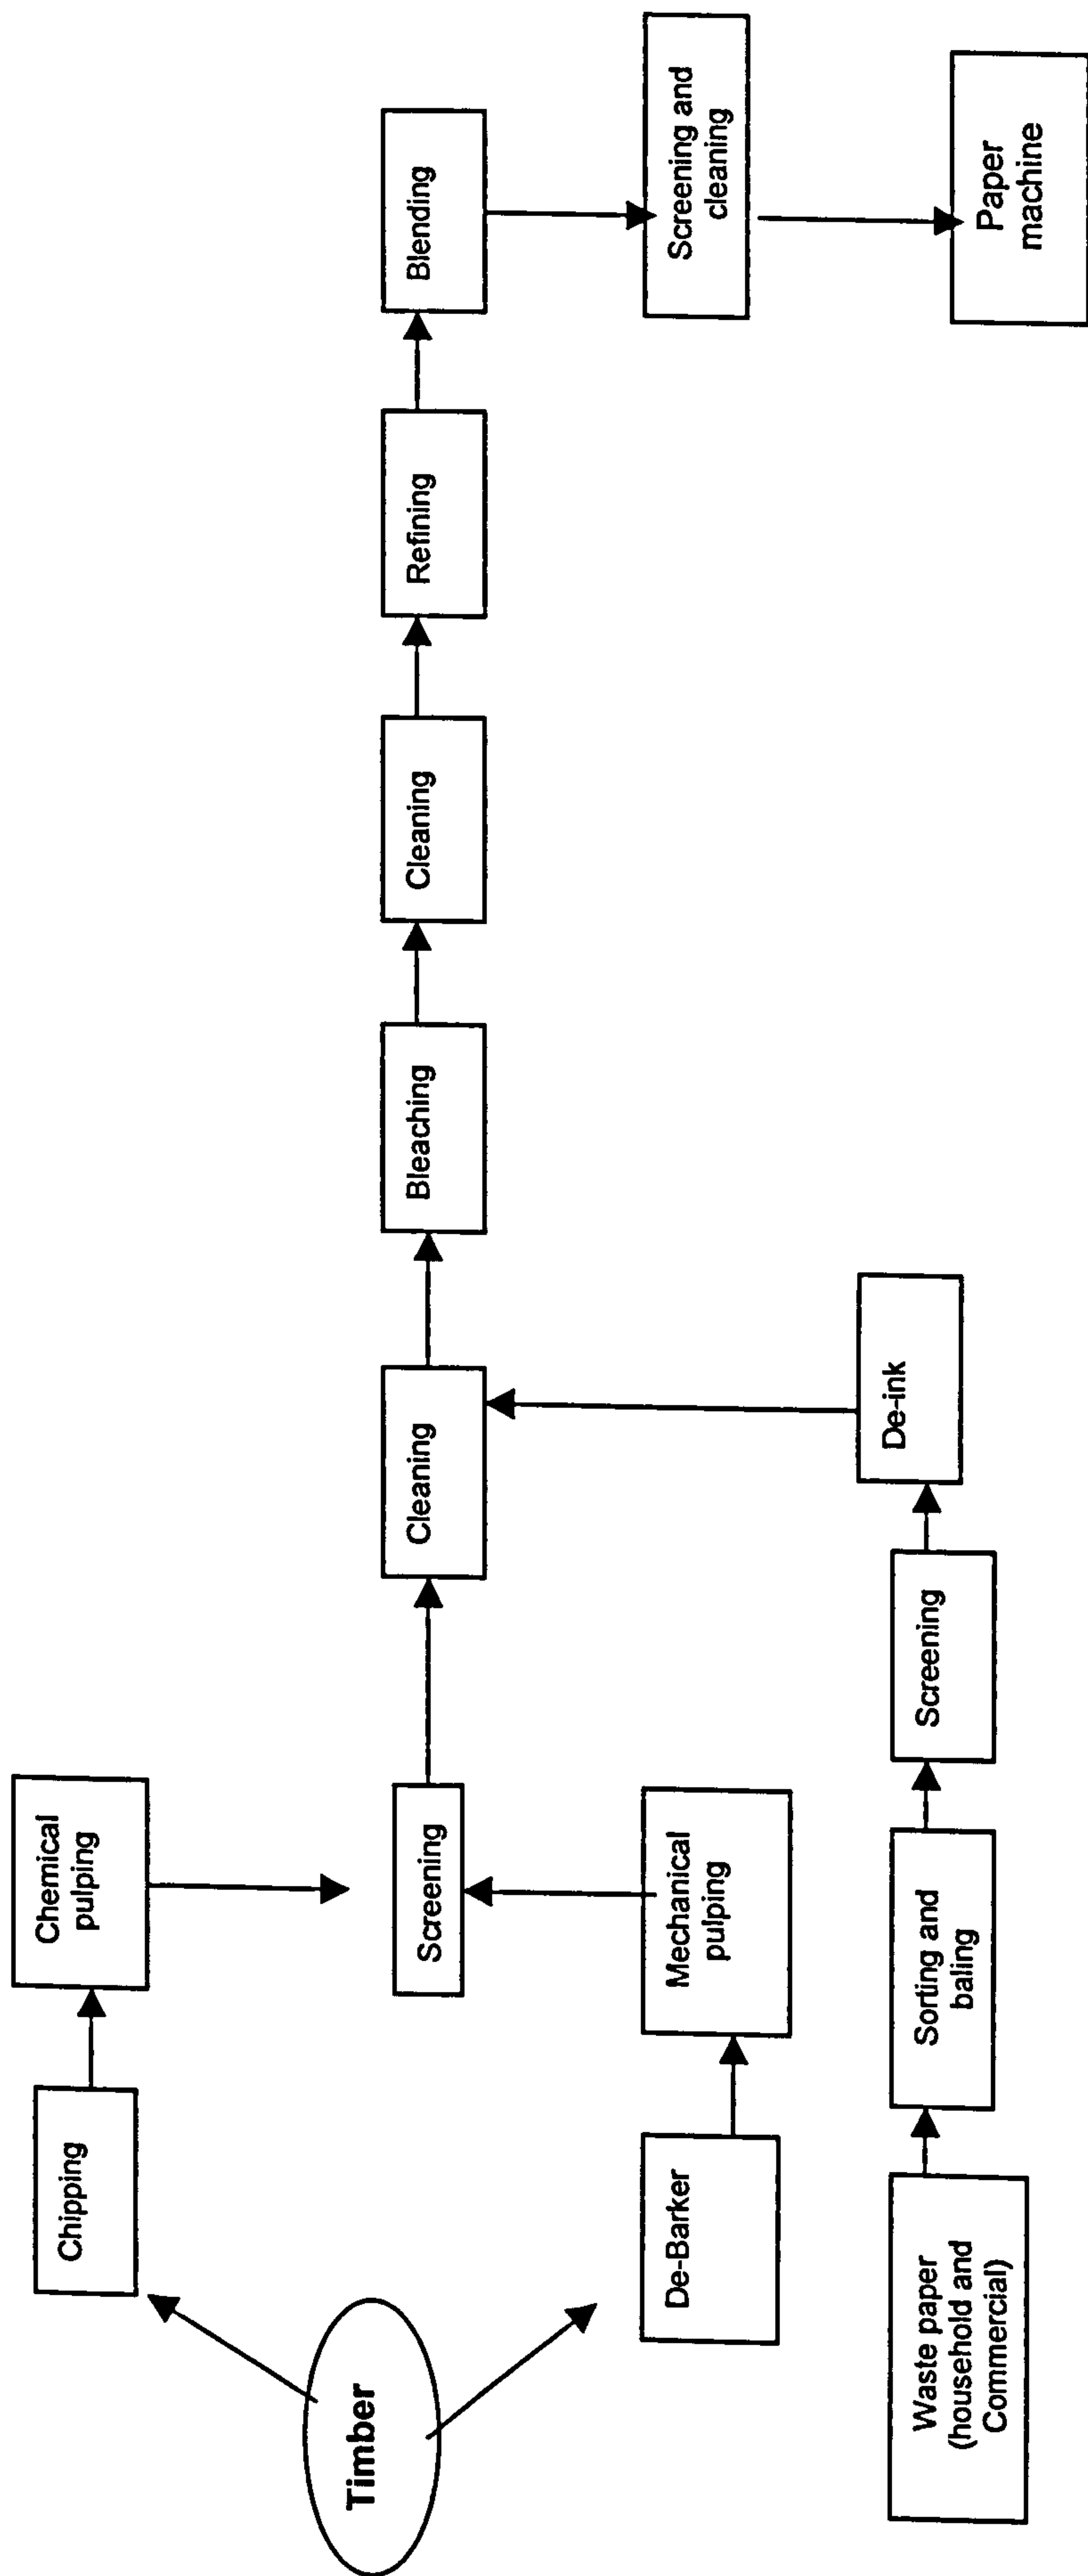 Timber
Chipping
Chemical
pulping
De-Barker
Mechanical
pulping
Screening
Waste paper
(household and
Commercial)
Sorting and
baling
Screening
De-ink
Cleaning
Bleaching
Cleaning
Refining
Blending
Screening and
cleaning
Paper
machine